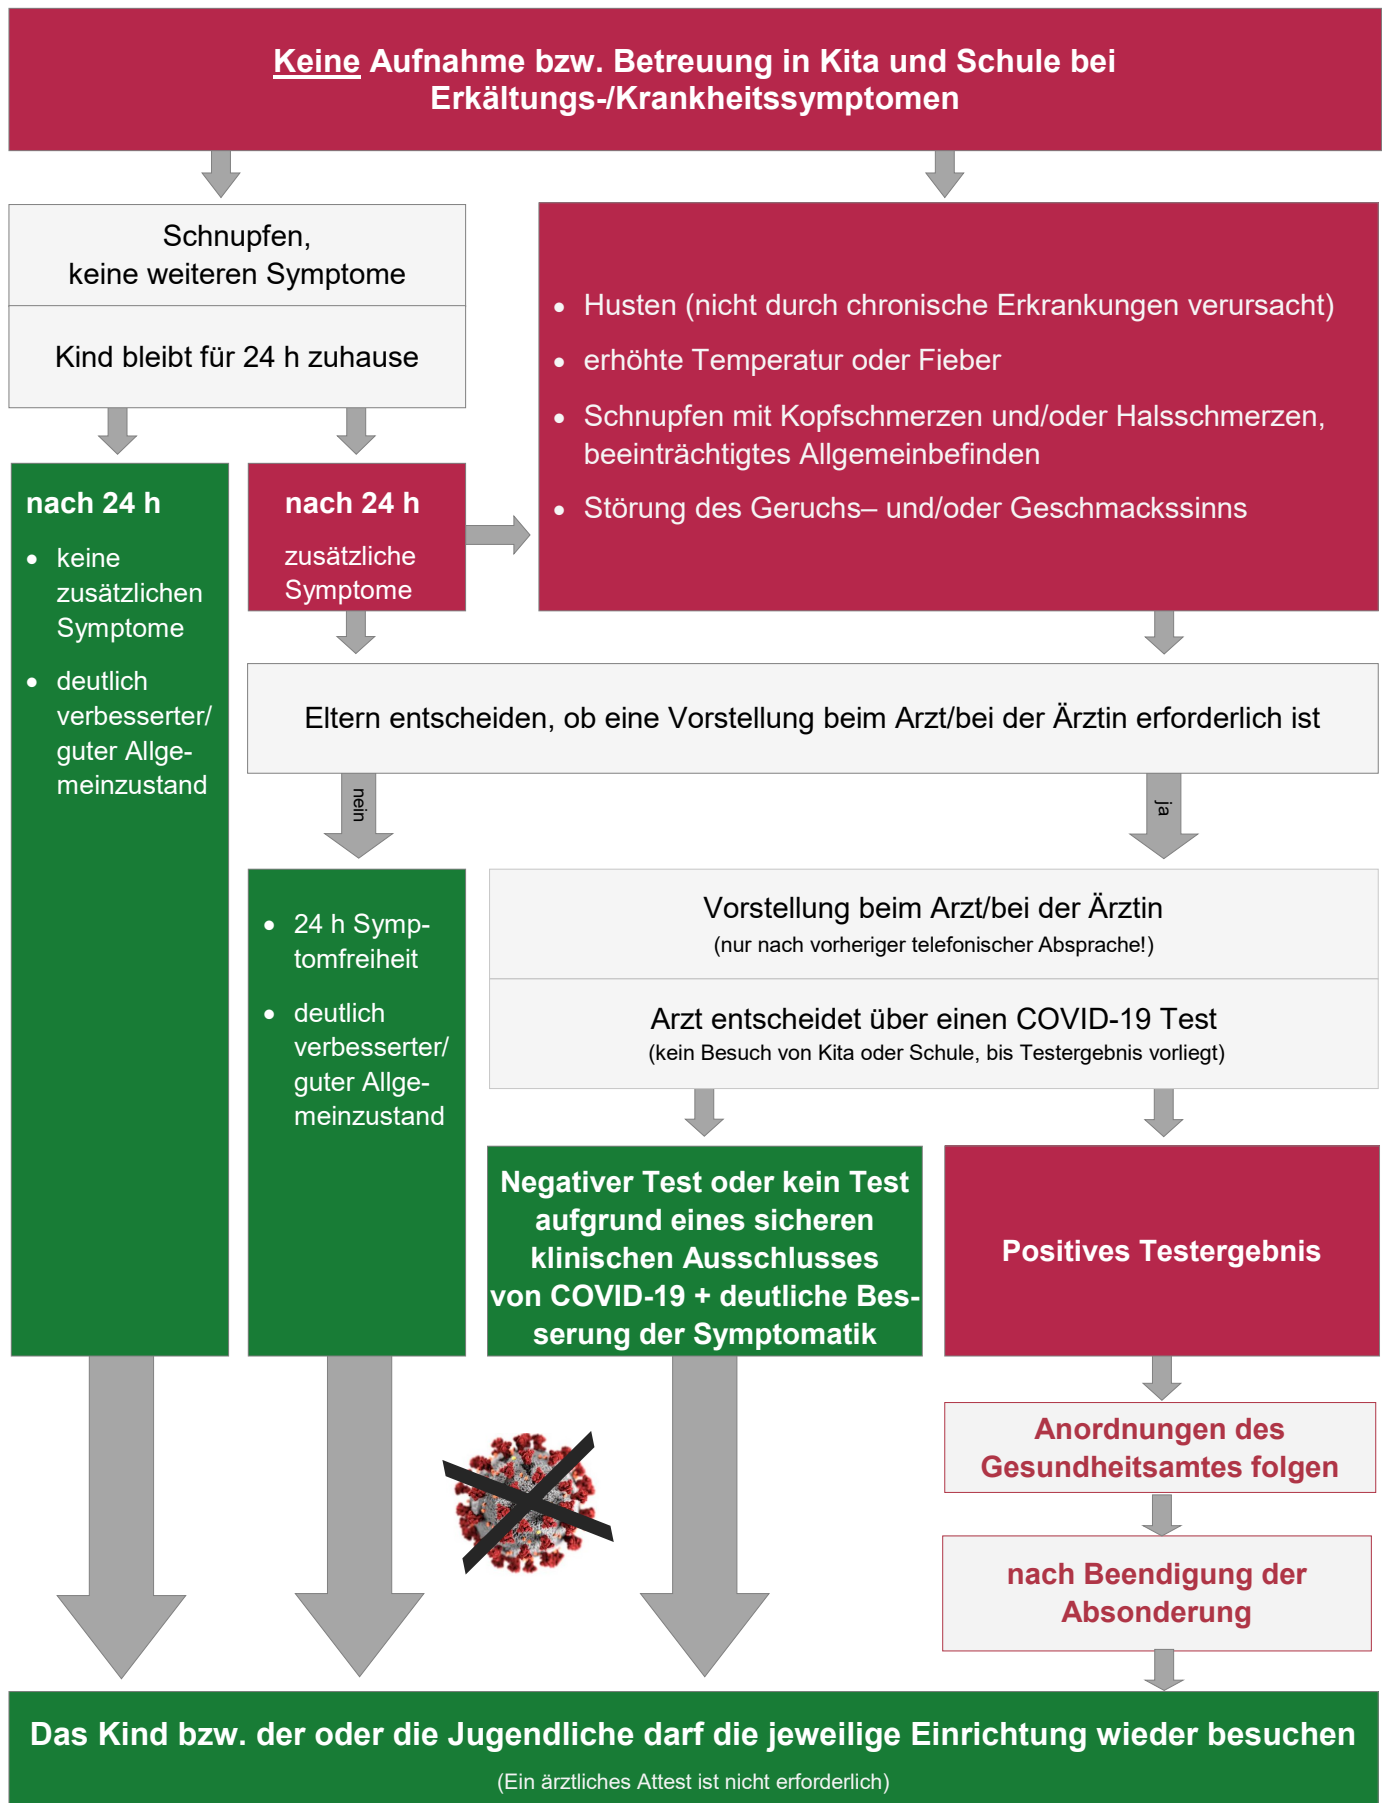 Keine Aufnahme bzw. Betreuung in Kita und Schule bei
Erkältungs-/Krankheitssymptomen
Schnupfen,
keine weiteren Symptome
Kind bleibt für 24 h zuhause
• Husten (nicht durch chronische Erkrankungen verursacht)
• erhöhte Temperatur oder Fieber
• Schnupfen mit Kopfschmerzen und/oder Halsschmerzen,
beeinträchtigtes Allgemeinbefinden
• Störung des Geruchs– und/oder Geschmackssinns
nach 24 h
• keine
zusätzlichen
Symptome
• deutlich
verbesserter/
guter Allge-
meinzustand
nach 24 h
zusätzliche
Symptome
Eltern entscheiden, ob eine Vorstellung beim Arzt/bei der Ärztin erforderlich ist
nein
ja
• 24 h Symp-
tomfreiheit
• deutlich
verbesserter/
guter Allge-
meinzustand
Vorstellung beim Arzt/bei der Ärztin
(nur nach vorheriger telefonischer Absprache!)
Arzt entscheidet über einen COVID-19 Test
(kein Besuch von Kita oder Schule, bis Testergebnis vorliegt)
Negativer Test oder kein Test
aufgrund eines sicheren
klinischen Ausschlusses
von COVID-19 + deutliche Bes-
serung der Symptomatik
Positives Testergebnis
Anordnungen des
Gesundheitsamtes folgen
nach Beendigung der
Absonderung
Das Kind bzw. der oder die Jugendliche darf die jeweilige Einrichtung wieder besuchen
(Ein ärztliches Attest ist nicht erforderlich)